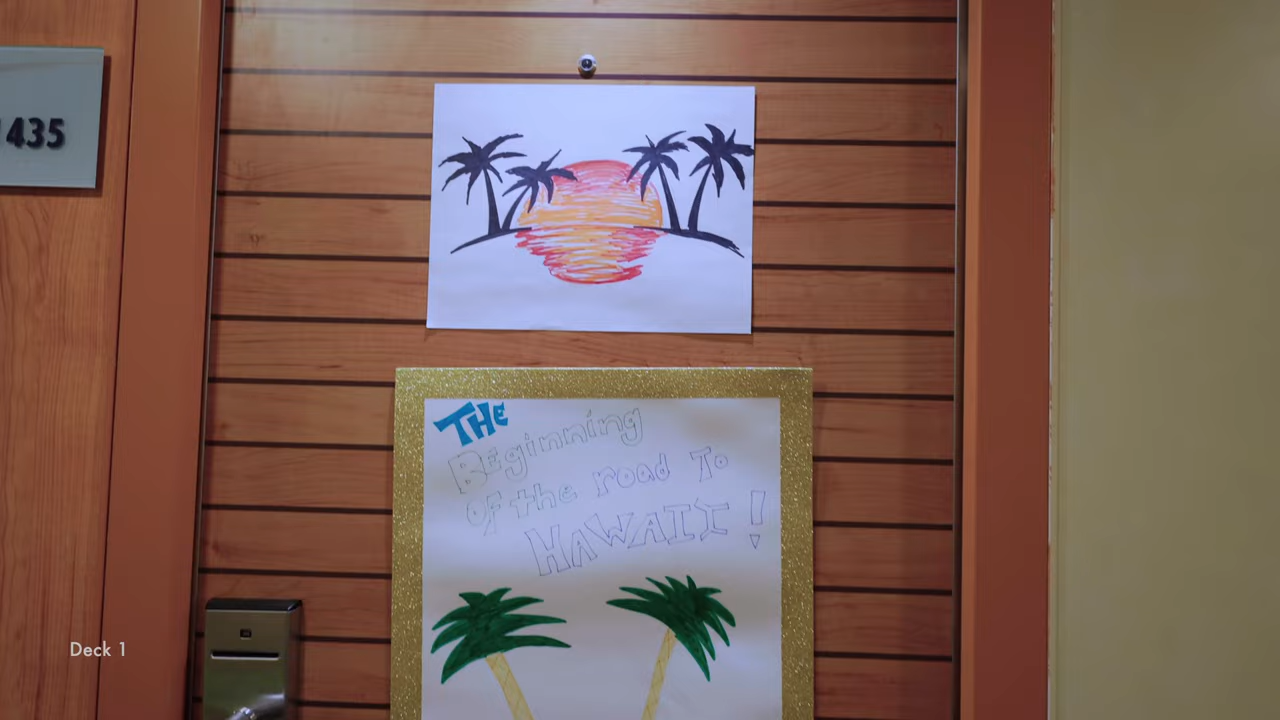 435
THE
BEginning
of the road To
HAWAII!
Deck 1